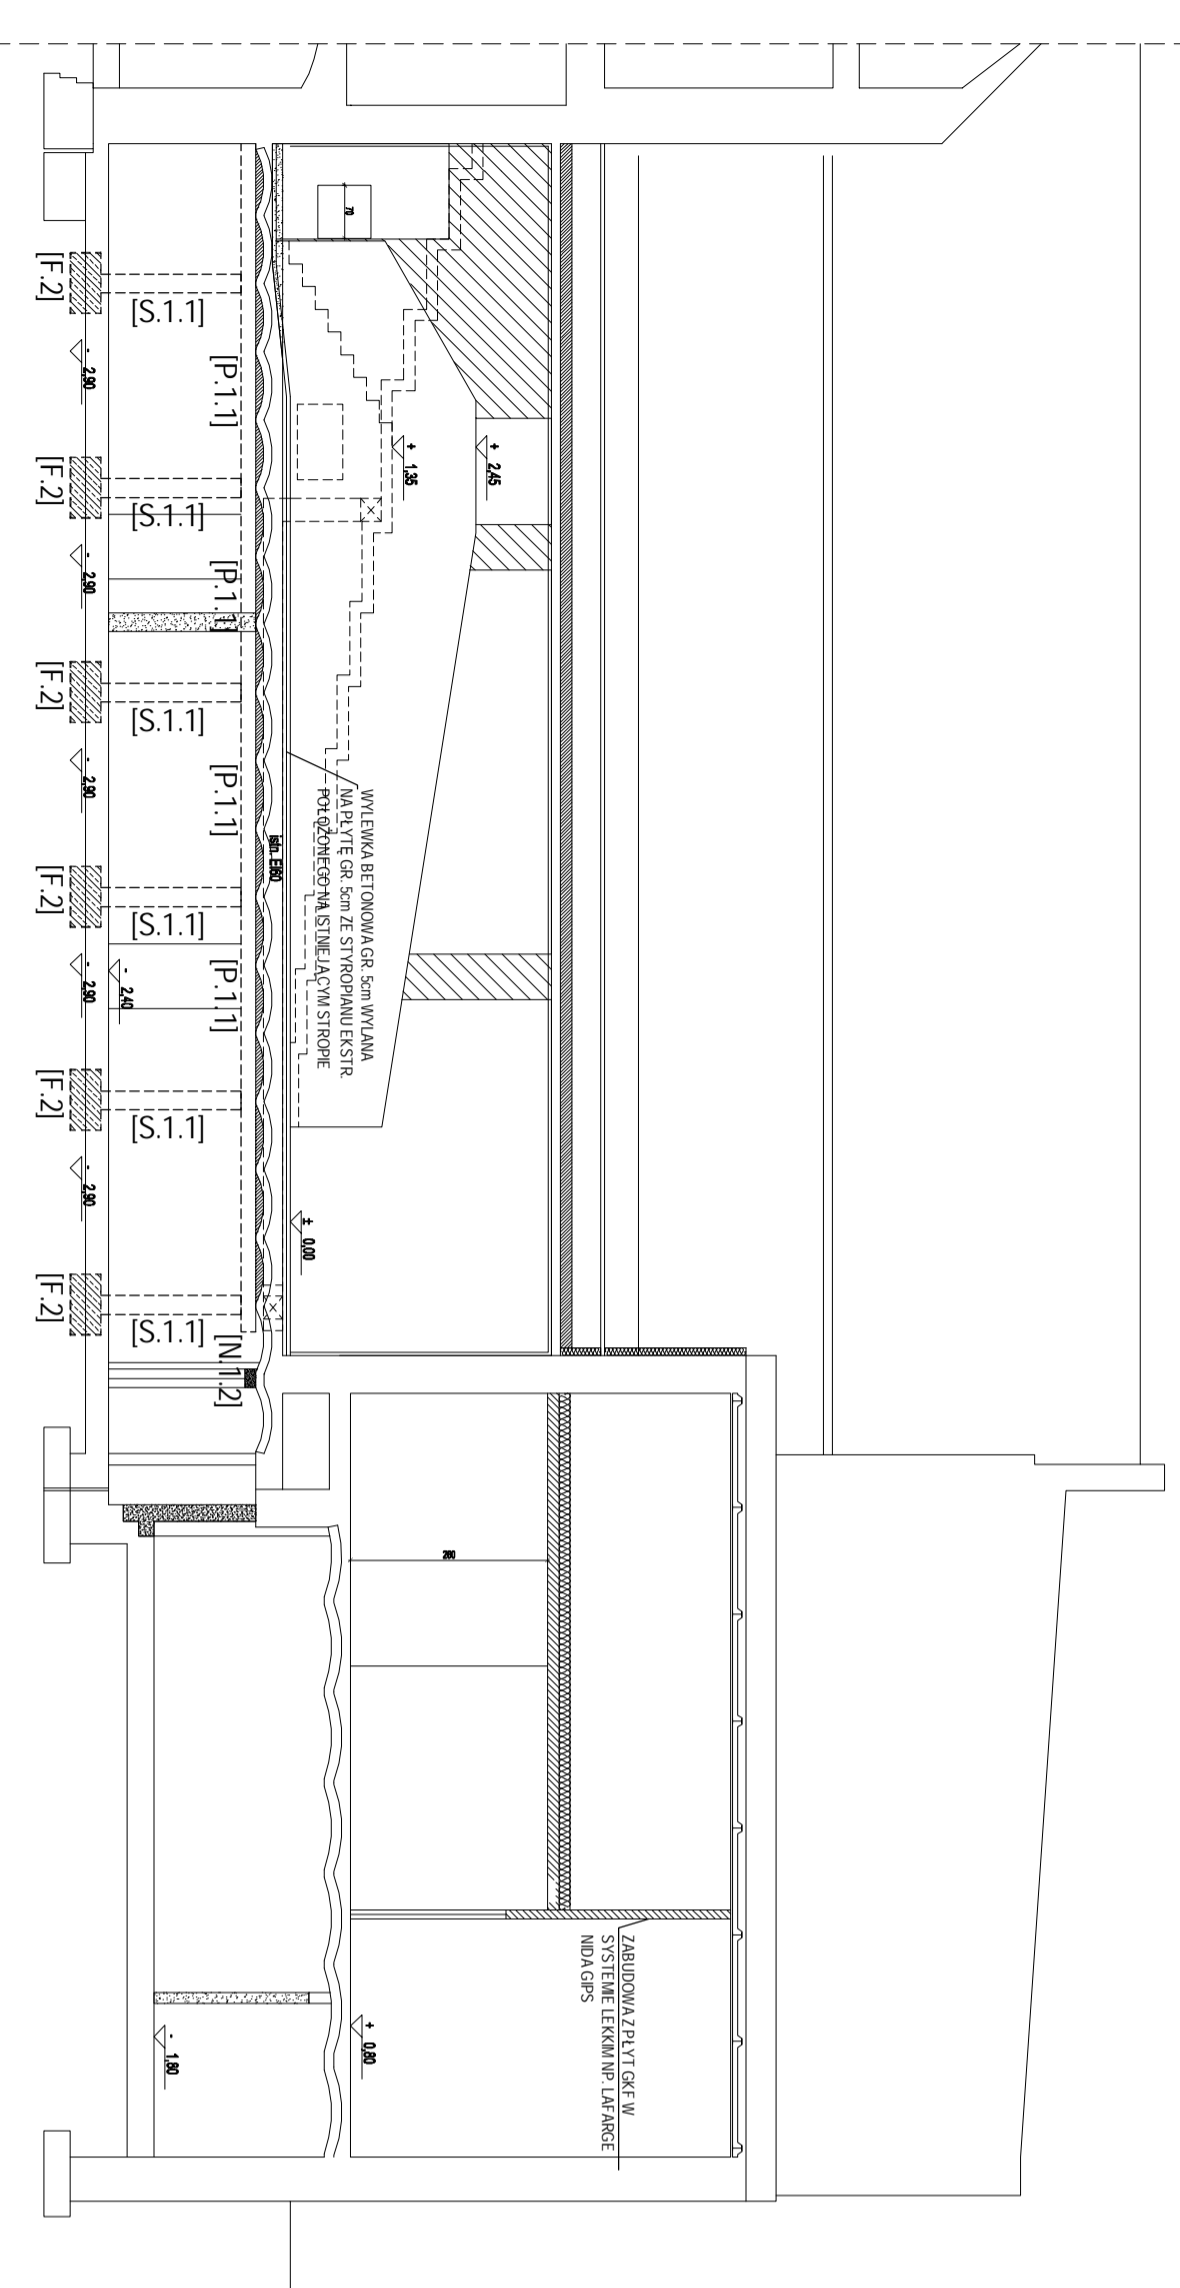 70
+ 2,45
+ 1,35
WYLEWKA BETONOWA GR. 5cm WYLANA
NA PŁYTĘ GR. 5cm ZE STYROPIANU EKSTR.
POŁOŻONEGO NA ISTNIEJĄCYM STROPIE
istn. EI60
± 0,00
[P.1.1]
[P.1.1]
[P.1.1]
[P.1.1]
[N.1.2]
[S.1.1]
[S.1.1]
[S.1.1]
[S.1.1]
[S.1.1]
[S.1.1]
- 2,40
- 2,90
- 2,90
- 2,90
- 2,90
- 2,90
[F.2]
[F.2]
[F.2]
[F.2]
[F.2]
[F.2]
260
ZABUDOWA Z PŁYT GKF W
SYSTEMIE LEKKIM NP. LAFARGE
NIDA GIPS
+ 0,80
- 1,80